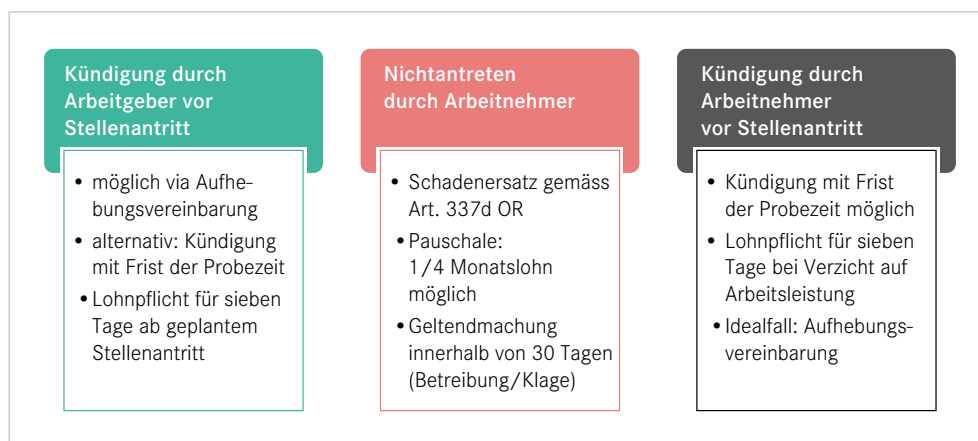 Kündigung durch
Arbeitgeber vor
Stellenantritt
• möglich via Aufhe-
bungsvereinbarung
• alternativ: Kündigung
mit Frist der Probezeit
• Lohnpflicht für sieben
Tage ab geplantem
Stellenantritt
Nichtantreten
durch Arbeitnehmer
• Schadenersatz gemäss
Art. 337d OR
• Pauschale:
1/4 Monatslohn
möglich
• Geltendmachung
innerhalb von 30 Tagen
(Betreibung/Klage)
Kündigung durch
Arbeitnehmer
vor Stellenantritt
• Kündigung mit Frist
der Probezeit möglich
• Lohnpflicht für sieben
Tage bei Verzicht auf
Arbeitsleistung
• Idealfall: Aufhebungs-
vereinbarung